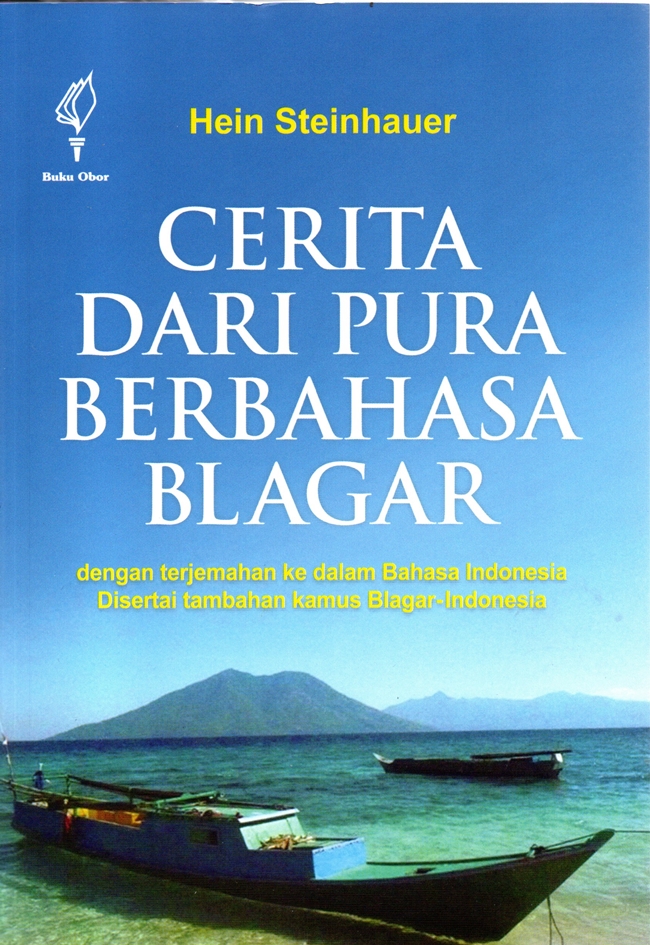 Hein Steinhauer
Buku Obor
CERITA
DARI PURA
BERBAHASA
BLAGAR
dengan terjemahan ke dalam Bahasa Indonesia
Disertai tambahan kamus Blagar-Indonesia